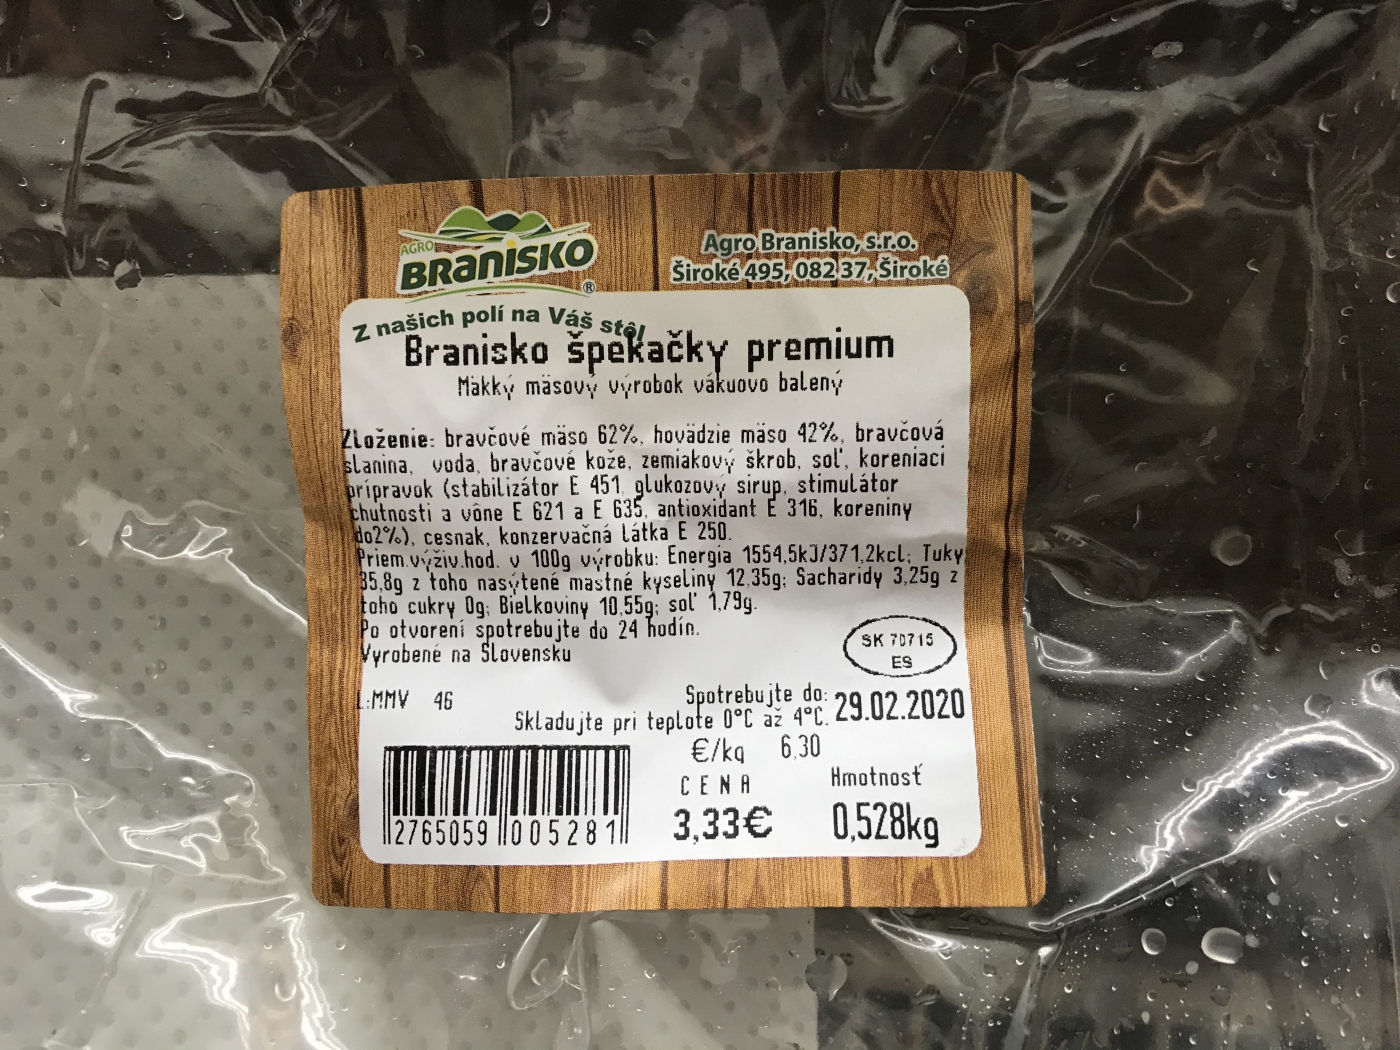 AGRO
BRANISKO
®
Z našich polí na Váš stôl
Agro Branisko, s.r.o.
Široké 495, 082 37, Široké
Branisko špekačky premium
Mäkký mäsový výrobok vákuovo balený
Zloženie: bravčové mäso 62%, hovädzie mäso 42%, bravčová
slanina, voda, bravčové kože, zemiakový škrob, soľ, koreniaci
prípravok (stabilizátor E 451, glukozový sirup, stimulátor
chutnosti a vône E 621 a E 635, antioxidant E 316, koreniny
do2%), cesnak, konzervačná látka E 250.
Priem.výživ.hod. v 100g výrobku: Energia 1554,5kJ/371,2kcl; Tuky
35,8g z toho nasýtené mastné kyseliny 12,35g; Sacharidy 3,25g z
toho cukry 0g; Bielkoviny 10,55g; soľ 1,79g.
Po otvorení spotrebujte do 24 hodín.
Vyrobené na Slovensku
SK 70715
ES
L:MMV 46
Spotrebujte do: 29.02.2020
Skladujte pri teplote 0°C až 4°C.
€/kg 6,30
CENA
Hmotnosť
3,33€
0,528kg
2765059 005281